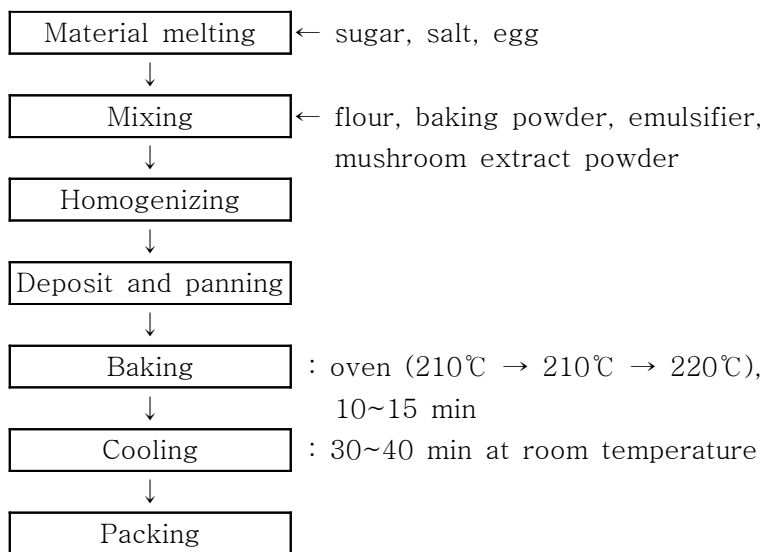 Material melting ← sugar, salt, egg
↓
Mixing ← flour, baking powder, emulsifier,
mushroom extract powder
↓
Homogenizing
↓
Deposit and panning
↓
Baking : oven (210℃ → 210℃ → 220℃),
10~15 min
↓
Cooling : 30~40 min at room temperature
↓
Packing